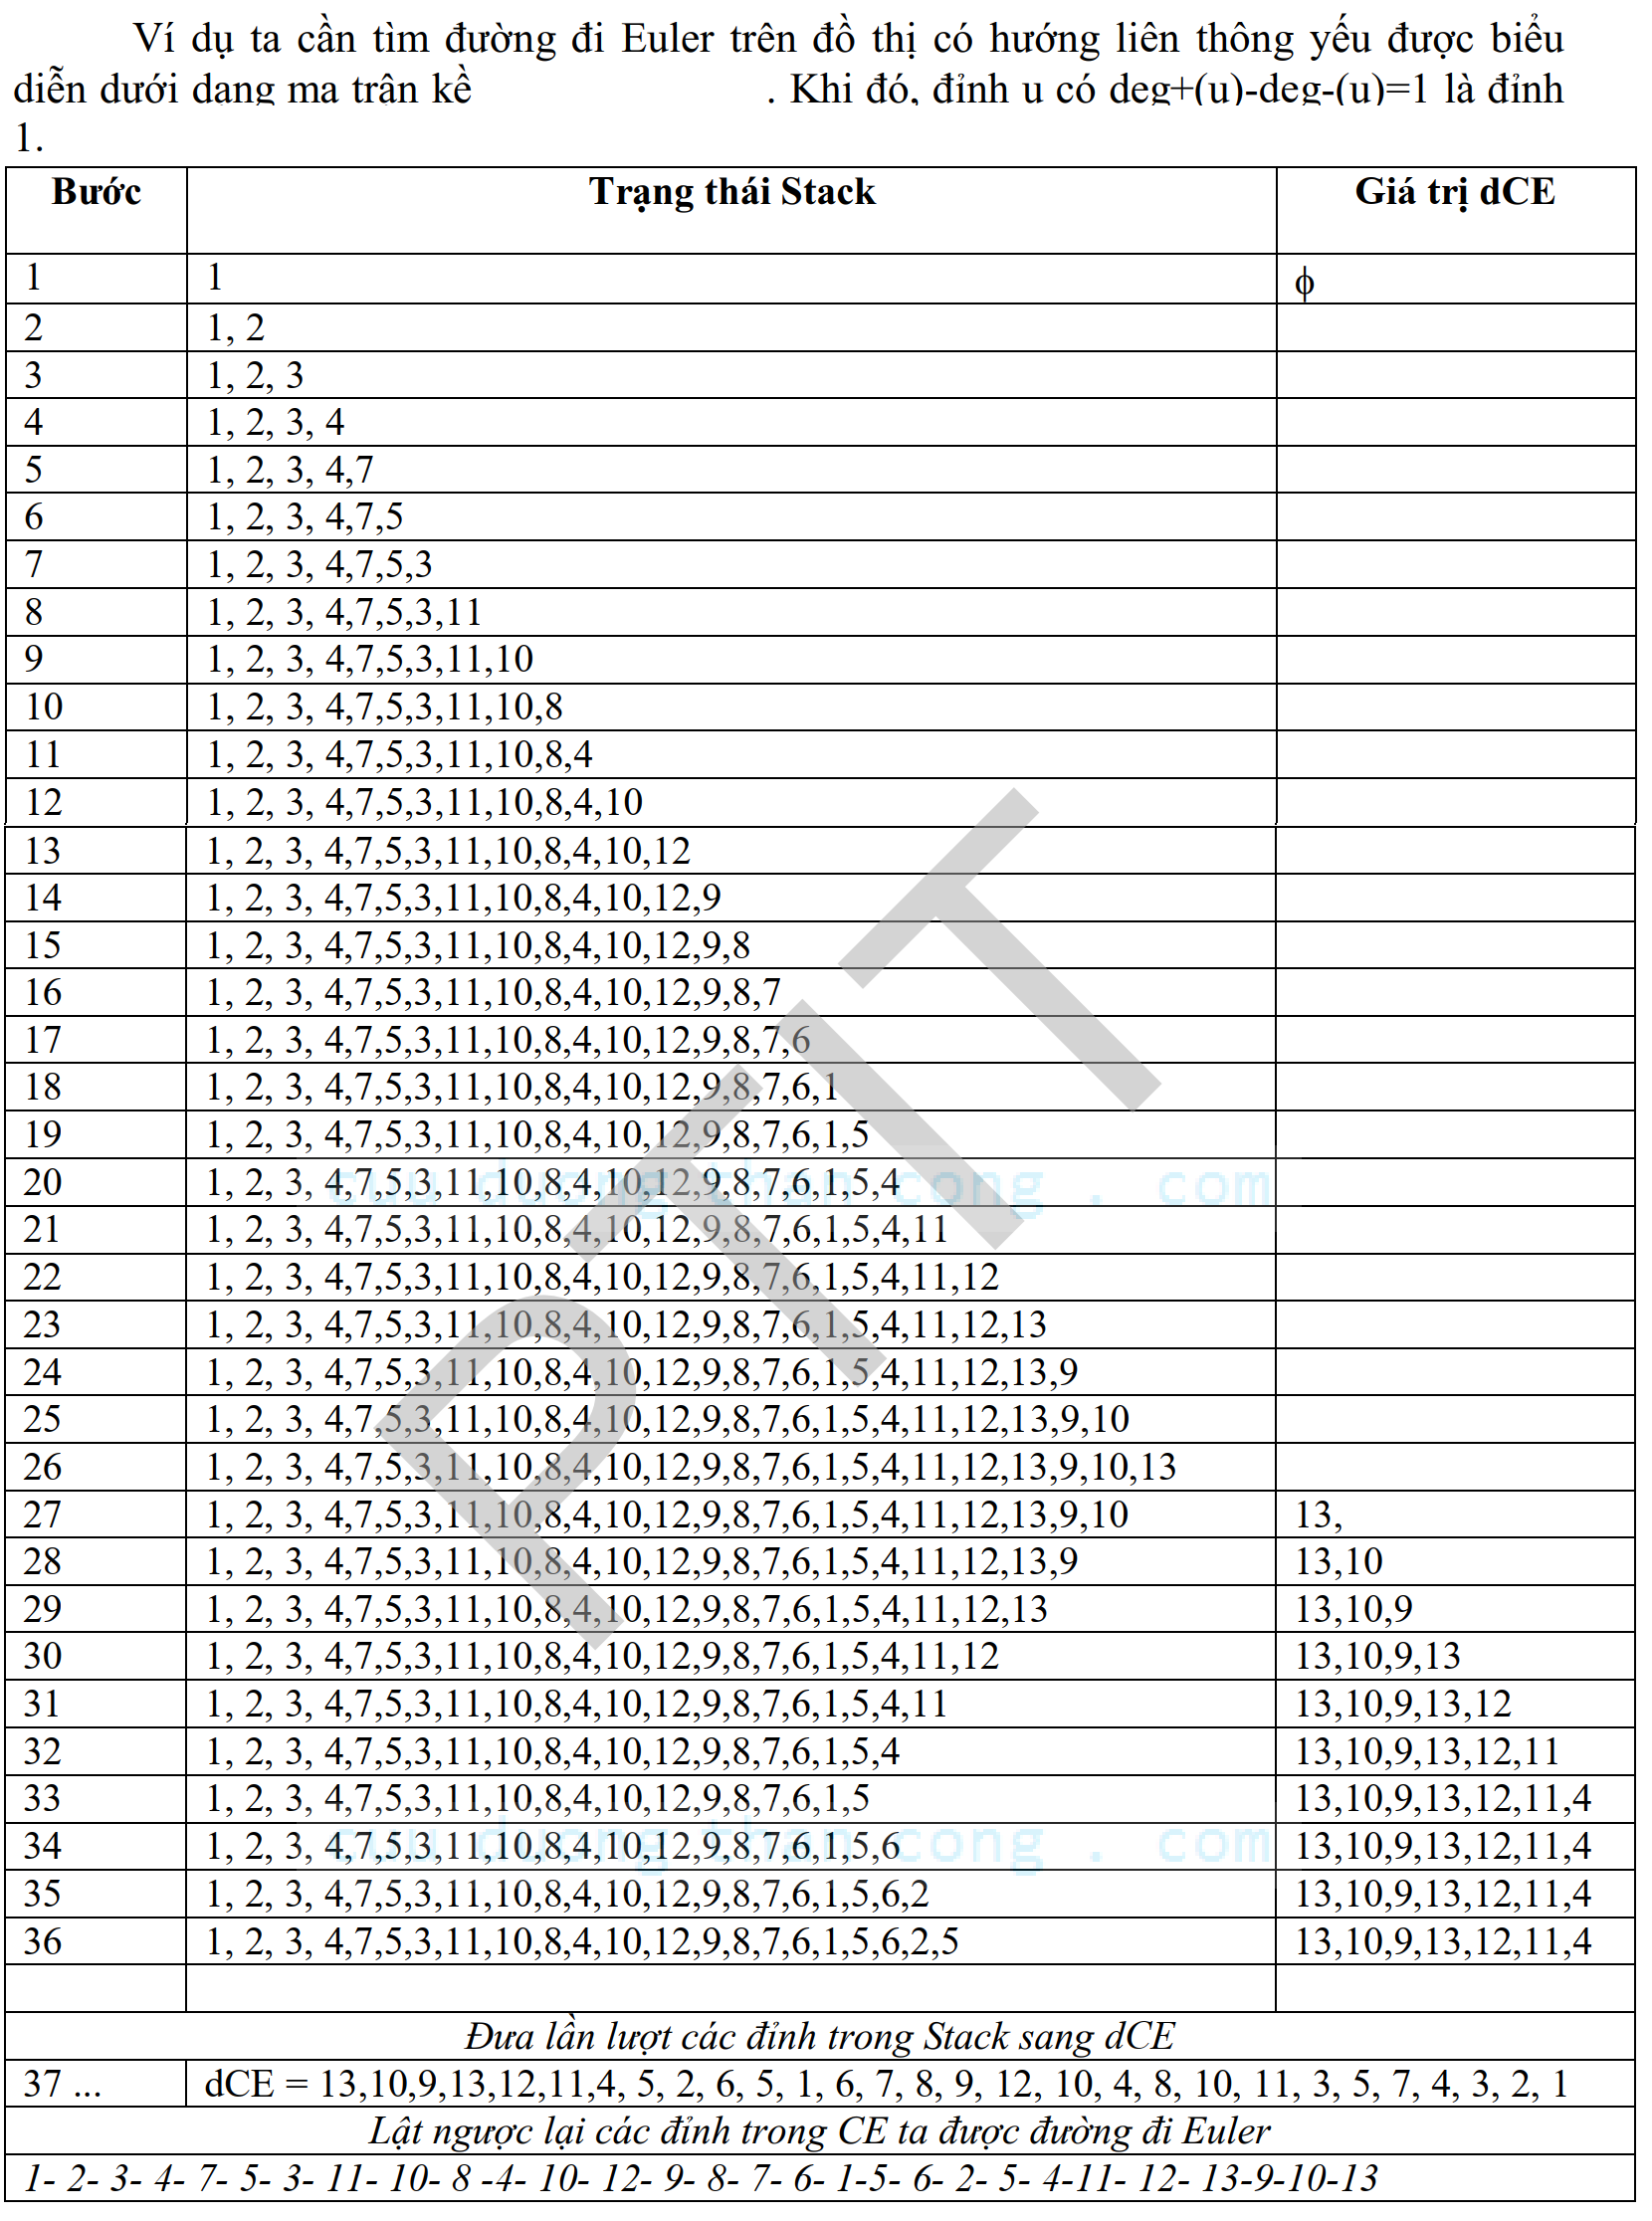 Ví dụ ta cần tìm đường đi Euler trên đồ thị có hướng liên thông yếu được biểu
diễn dưới dạng ma trận kề . Khi đó, đỉnh u có deg+(u)-deg-(u)=1 là đỉnh
1.
Bước Trạng thái Stack Giá trị dCE
1 1 ϕ
2 1, 2
3 1, 2, 3
4 1, 2, 3, 4
5 1, 2, 3, 4,7
6 1, 2, 3, 4,7,5
7 1, 2, 3, 4,7,5,3
8 1, 2, 3, 4,7,5,3,11
9 1, 2, 3, 4,7,5,3,11,10
10 1, 2, 3, 4,7,5,3,11,10,8
11 1, 2, 3, 4,7,5,3,11,10,8,4
12 1, 2, 3, 4,7,5,3,11,10,8,4,10
13 1, 2, 3, 4,7,5,3,11,10,8,4,10,12
14 1, 2, 3, 4,7,5,3,11,10,8,4,10,12,9
15 1, 2, 3, 4,7,5,3,11,10,8,4,10,12,9,8
16 1, 2, 3, 4,7,5,3,11,10,8,4,10,12,9,8,7
17 1, 2, 3, 4,7,5,3,11,10,8,4,10,12,9,8,7,6
18 1, 2, 3, 4,7,5,3,11,10,8,4,10,12,9,8,7,6,1
19 1, 2, 3, 4,7,5,3,11,10,8,4,10,12,9,8,7,6,1,5
20 1, 2, 3, 4,7,5,3,11,10,8,4,10,12,9,8,7,6,1,5,4
cuu duong than cong . com
21 1, 2, 3, 4,7,5,3,11,10,8,4,10,12,9,8,7,6,1,5,4,11
22 1, 2, 3, 4,7,5,3,11,10,8,4,10,12,9,8,7,6,1,5,4,11,12
23 1, 2, 3, 4,7,5,3,11,10,8,4,10,12,9,8,7,6,1,5,4,11,12,13
24 1, 2, 3, 4,7,5,3,11,10,8,4,10,12,9,8,7,6,1,5,4,11,12,13,9
25 1, 2, 3, 4,7,5,3,11,10,8,4,10,12,9,8,7,6,1,5,4,11,12,13,9,10
26 1, 2, 3, 4,7,5,3,11,10,8,4,10,12,9,8,7,6,1,5,4,11,12,13,9,10,13
27 1, 2, 3, 4,7,5,3,11,10,8,4,10,12,9,8,7,6,1,5,4,11,12,13,9,10 13,
28 1, 2, 3, 4,7,5,3,11,10,8,4,10,12,9,8,7,6,1,5,4,11,12,13,9 13,10
29 1, 2, 3, 4,7,5,3,11,10,8,4,10,12,9,8,7,6,1,5,4,11,12,13 13,10,9
30 1, 2, 3, 4,7,5,3,11,10,8,4,10,12,9,8,7,6,1,5,4,11,12 13,10,9,13
31 1, 2, 3, 4,7,5,3,11,10,8,4,10,12,9,8,7,6,1,5,4,11 13,10,9,13,12
32 1, 2, 3, 4,7,5,3,11,10,8,4,10,12,9,8,7,6,1,5,4 13,10,9,13,12,11
33 1, 2, 3, 4,7,5,3,11,10,8,4,10,12,9,8,7,6,1,5 13,10,9,13,12,11,4
34 1, 2, 3, 4,7,5,3,11,10,8,4,10,12,9,8,7,6,1,5,6 13,10,9,13,12,11,4
cuu duong than cong . com
35 1, 2, 3, 4,7,5,3,11,10,8,4,10,12,9,8,7,6,1,5,6,2 13,10,9,13,12,11,4
36 1, 2, 3, 4,7,5,3,11,10,8,4,10,12,9,8,7,6,1,5,6,2,5 13,10,9,13,12,11,4
Đưa lần lượt các đỉnh trong Stack sang dCE
37 ... dCE = 13,10,9,13,12,11,4, 5, 2, 6, 5, 1, 6, 7, 8, 9, 12, 10, 4, 8, 10, 11, 3, 5, 7, 4, 3, 2, 1
Lật ngược lại các đỉnh trong CE ta được đường đi Euler
1- 2- 3- 4- 7- 5- 3- 11- 10- 8 -4- 10- 12- 9- 8- 7- 6- 1-5- 6- 2- 5- 4-11- 12- 13-9-10-13
PTIT